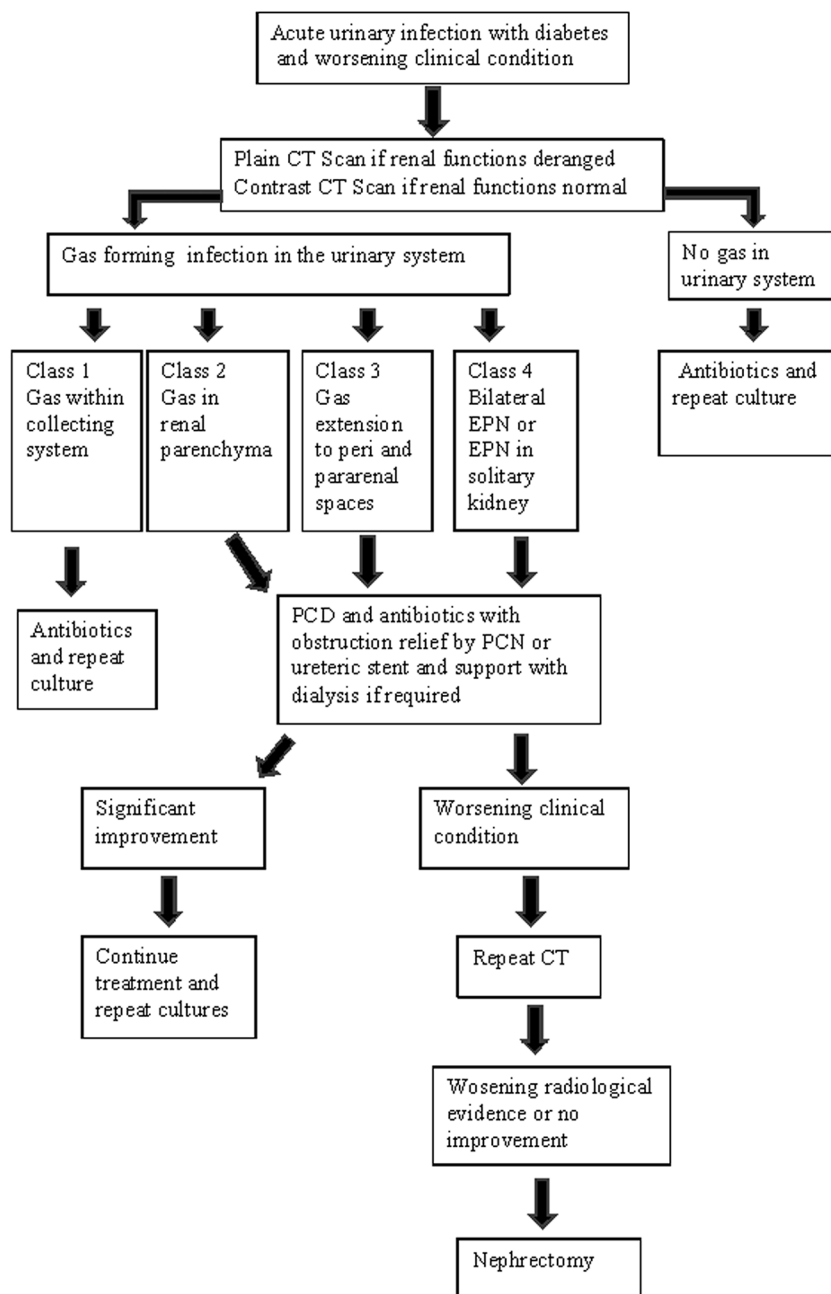 Acute urinary infection with diabetes
and worsening clinical condition
Plain CT Scan if renal functions deranged
Contrast CT Scan if renal functions normal
Gas forming infection in the urinary system
No gas in
urinary system
Class 1
Gas within
collecting
system
Class 2
Gas in
renal
parenchyma
Class 3
Gas
extension
to peri and
pararenal
spaces
Class 4
Bilateral
EPN or
EPN in
solitary
kidney
Antibiotics and
repeat culture
Antibiotics
and repeat
culture
PCD and antibiotics with
obstruction relief by PCN or
ureteric stent and support with
dialysis if required
Significant
improvement
Worsening clinical
condition
Continue
treatment and
repeat cultures
Repeat CT
Wosening radiological
evidence or no
improvement
Nephrectomy